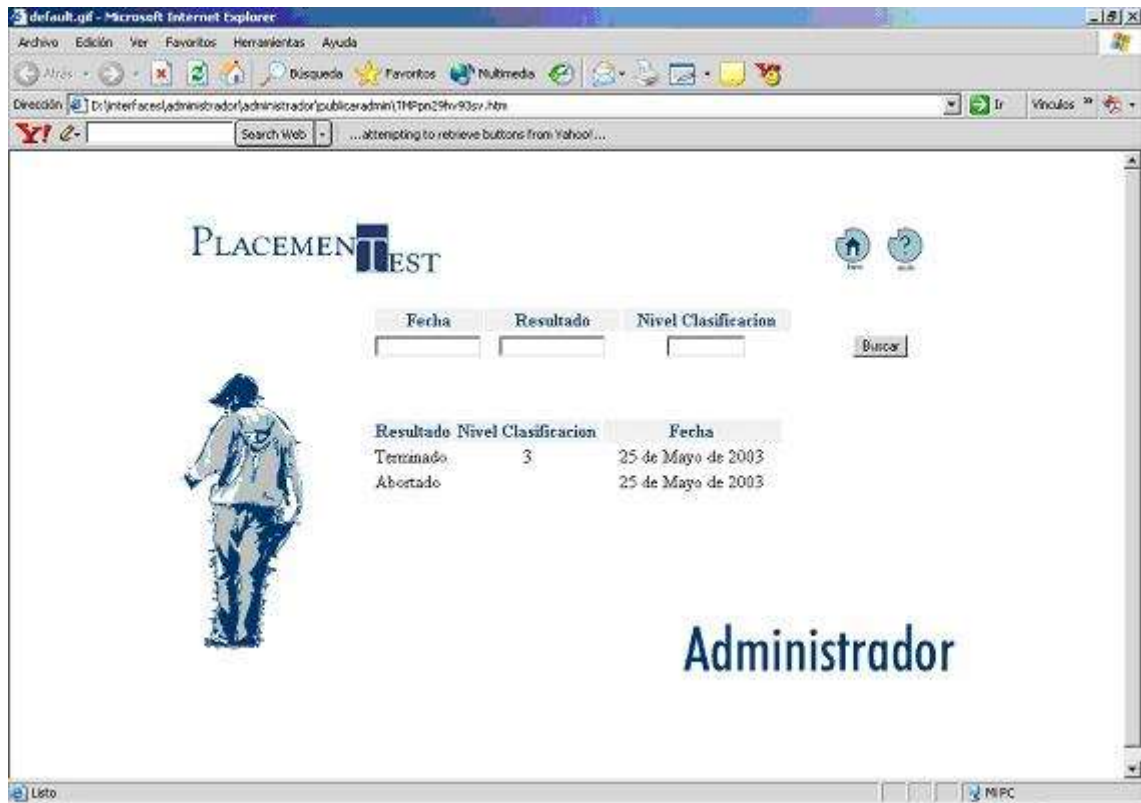 default.gif - Microsoft Internet Explorer
Archivo Edición Ver Favoritos Herramientas Ayuda
Atrás Búsqueda Favoritos Multimedia
Dirección D:\interfaces\administrador\administrador\publicaradmin\TMPpn29hv93sv.htm Ir Vínculos »
Y! Search Web ...attempting to retrieve buttons from Yahoo!...
PLACEMENTEST
Fecha Resultado Nivel Clasificacion
Buscar
Resultado Nivel Clasificacion Fecha
Terminado 3 25 de Mayo de 2003
Abortado 25 de Mayo de 2003
Administrador
Listo Mi PC